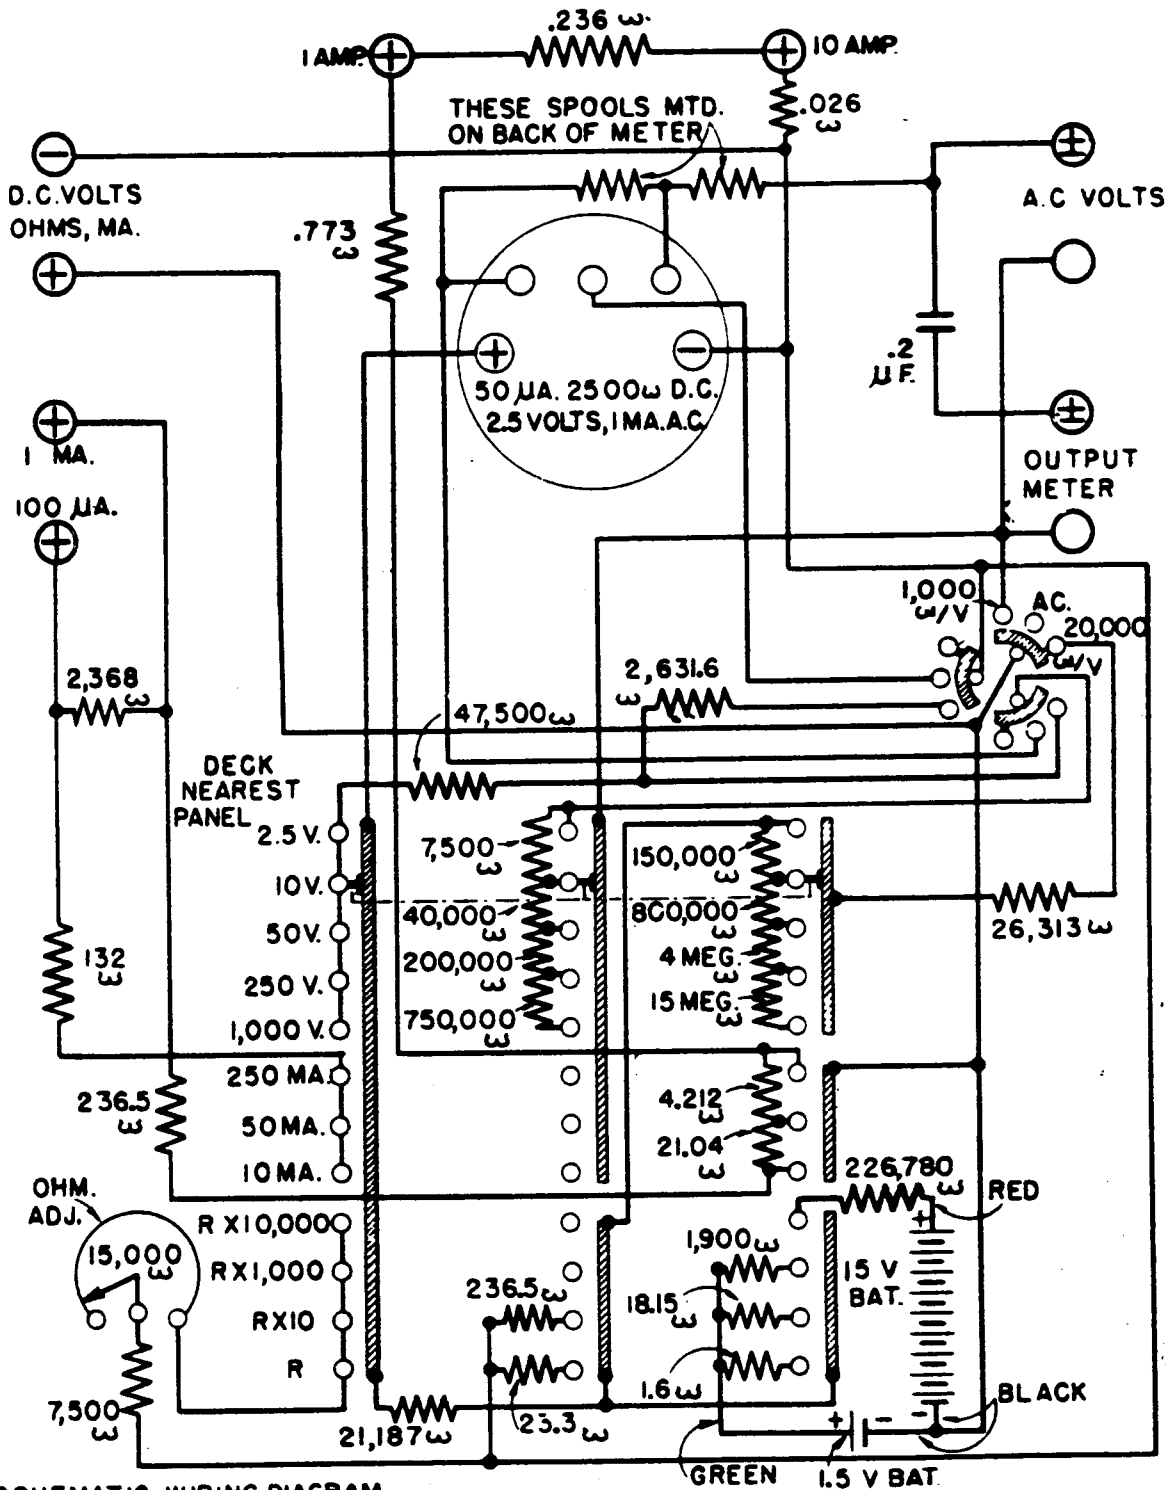 .236 ω.
1 AMP.
10 AMP.
THESE SPOOLS MTD.
ON BACK OF METER
.026
ω
D.C. VOLTS
OHMS, MA.
A.C VOLTS
.773
ω
.2
µF.
50 µA. 2500ω D.C.
2.5 VOLTS, 1 MA. A.C.
1 MA.
100 µA.
OUTPUT
METER
1,000
ω/V
AC.
20,000
ω/V
2,368
ω
2,631.6
ω
47,500ω
DECK
NEAREST
PANEL
2.5 V.
10 V.
50 V.
250 V.
1,000 V.
250 MA.
50 MA.
10 MA.
R X10,000
RX1,000
RX10
R
7,500
ω
40,000
ω
200,000
ω
750,000
ω
150,000
ω
800,000
ω
4 MEG.
ω
15 MEG.
ω
26,313 ω
132
ω
236.5
ω
4.212
ω
21.04
ω
226,780
ω
RED
OHM.
ADJ.
15,000
ω
1,900 ω
18.15
ω
1.6 ω
15 V
BAT.
236.5
ω
23.3
ω
7,500
ω
21,187 ω
BLACK
GREEN
1.5 V BAT.
SCHEMATIC WIRING DIAGRAM